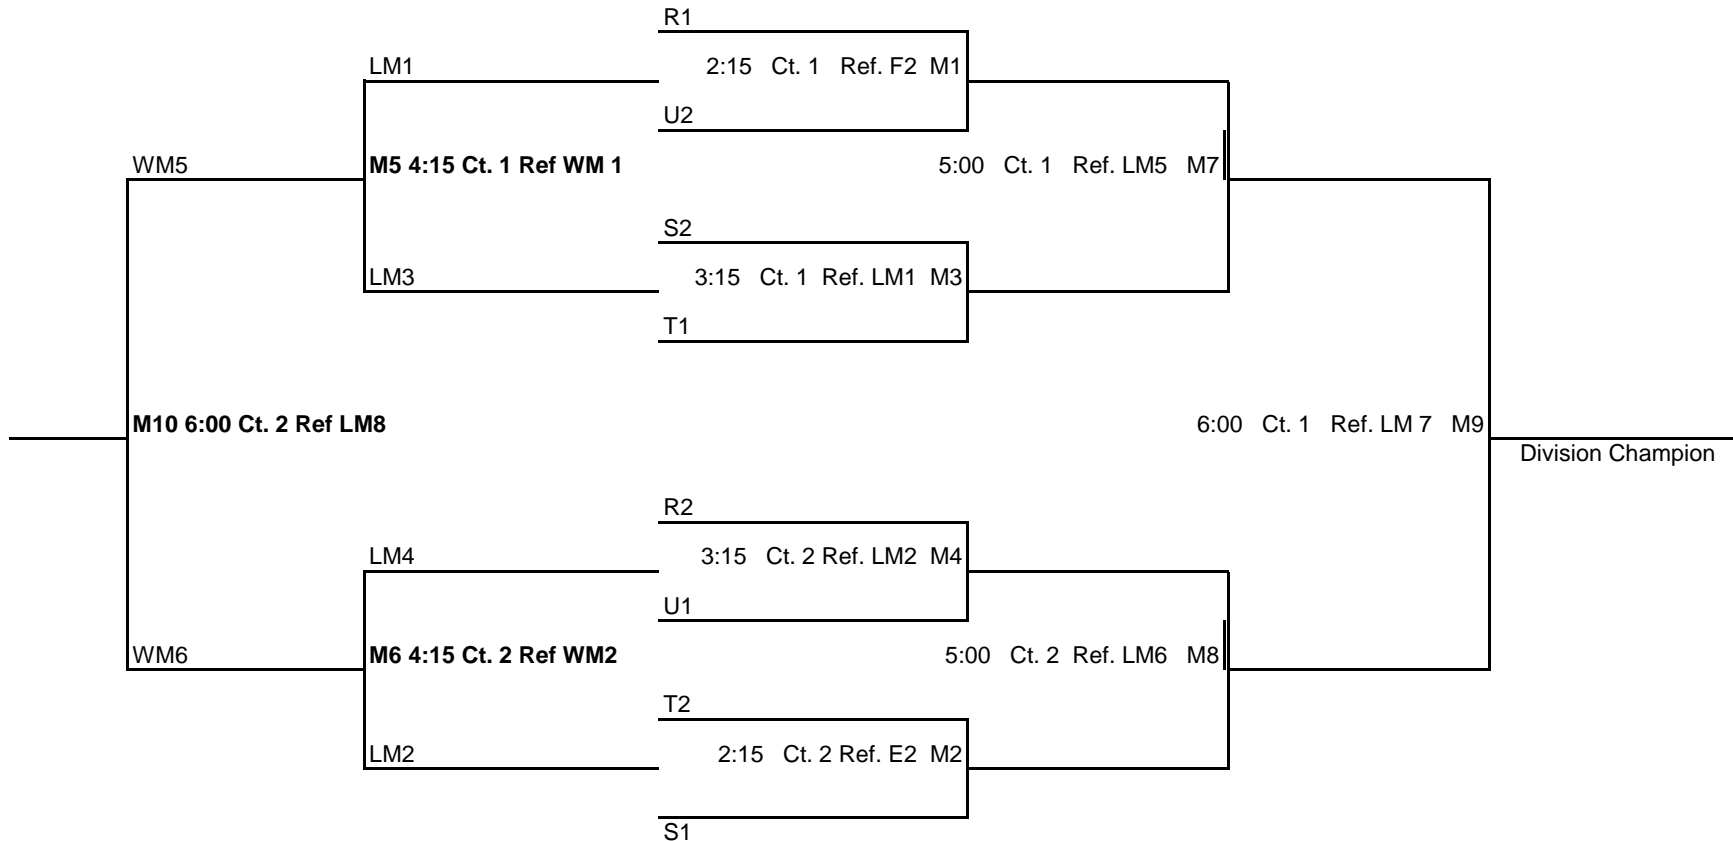 R1
LM1
2:15 Ct. 1 Ref. F2 M1
U2
WM5
M5 4:15 Ct. 1 Ref WM 1
5:00 Ct. 1 Ref. LM5 M7
S2
LM3
3:15 Ct. 1 Ref. LM1 M3
T1
M10 6:00 Ct. 2 Ref LM8
6:00 Ct. 1 Ref. LM 7 M9
Division Champion
R2
LM4
3:15 Ct. 2 Ref. LM2 M4
U1
WM6
M6 4:15 Ct. 2 Ref WM2
5:00 Ct. 2 Ref. LM6 M8
T2
LM2
2:15 Ct. 2 Ref. E2 M2
S1